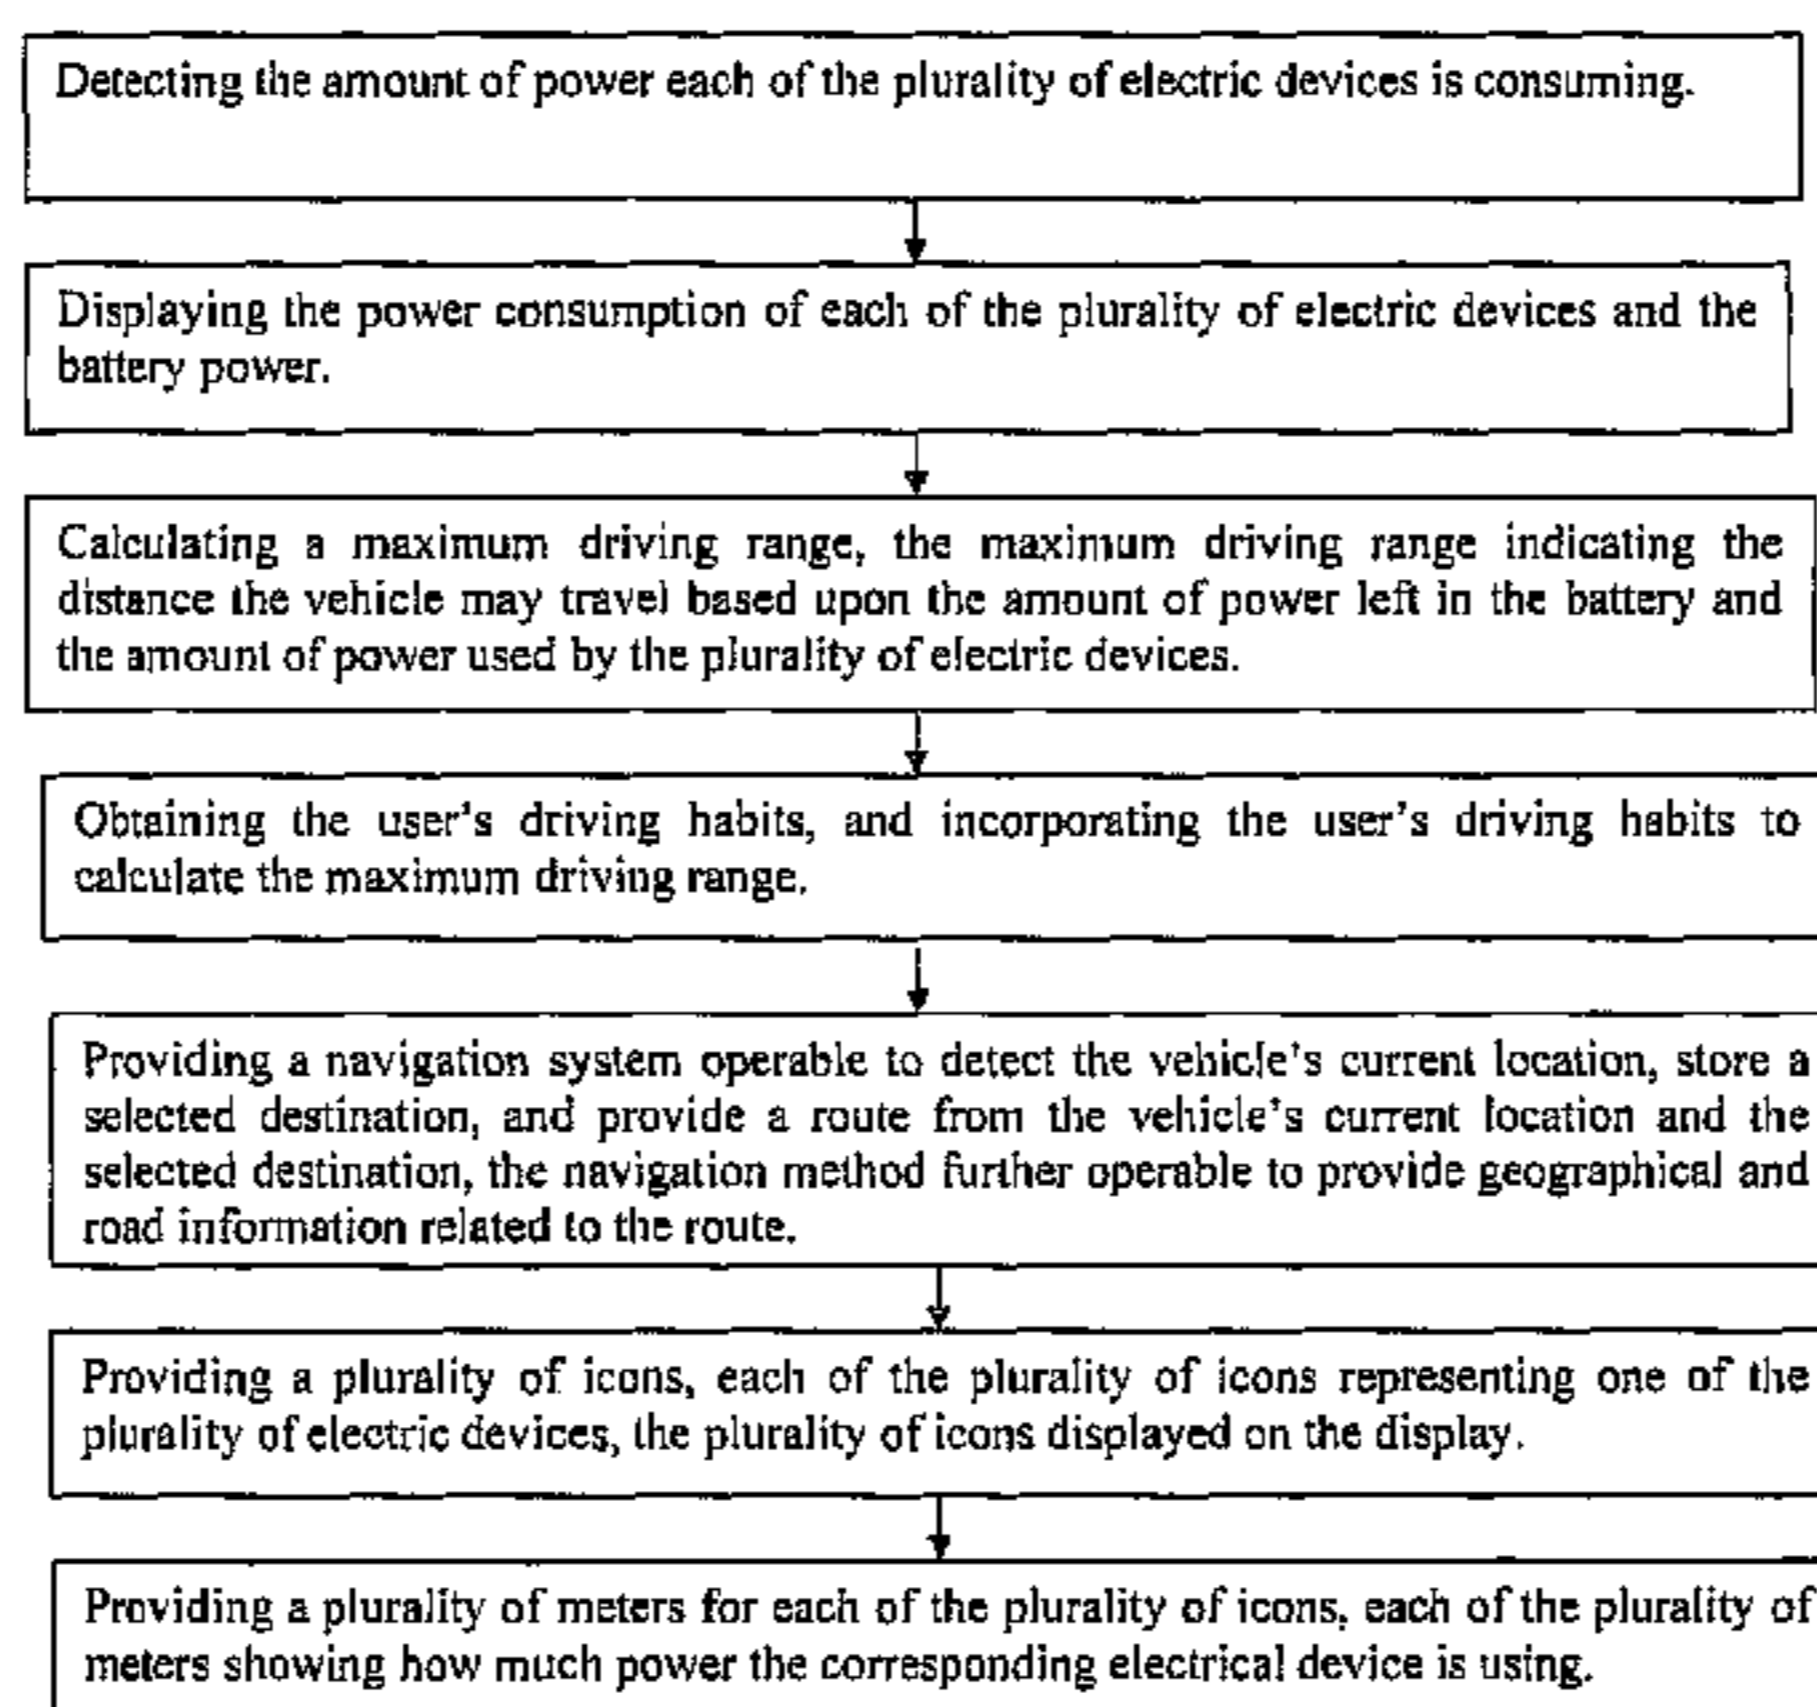 Detecting the amount of power each of the plurality of electric devices is consuming.
Displaying the power consumption of each of the plurality of electric devices and the
battery power.
Calculating a maximum driving range, the maximum driving range indicating the
distance the vehicle may travel based upon the amount of power left in the battery and
the amount of power used by the plurality of electric devices.
Obtaining the user's driving habits, and incorporating the user's driving habits to
calculate the maximum driving range.
Providing a navigation system operable to detect the vehicle's current location, store a
selected destination, and provide a route from the vehicle's current location and the
selected destination, the navigation method further operable to provide geographical and
road information related to the route.
Providing a plurality of icons, each of the plurality of icons representing one of the
plurality of electric devices, the plurality of icons displayed on the display.
Providing a plurality of meters for each of the plurality of icons, each of the plurality of
meters showing how much power the corresponding electrical device is using.